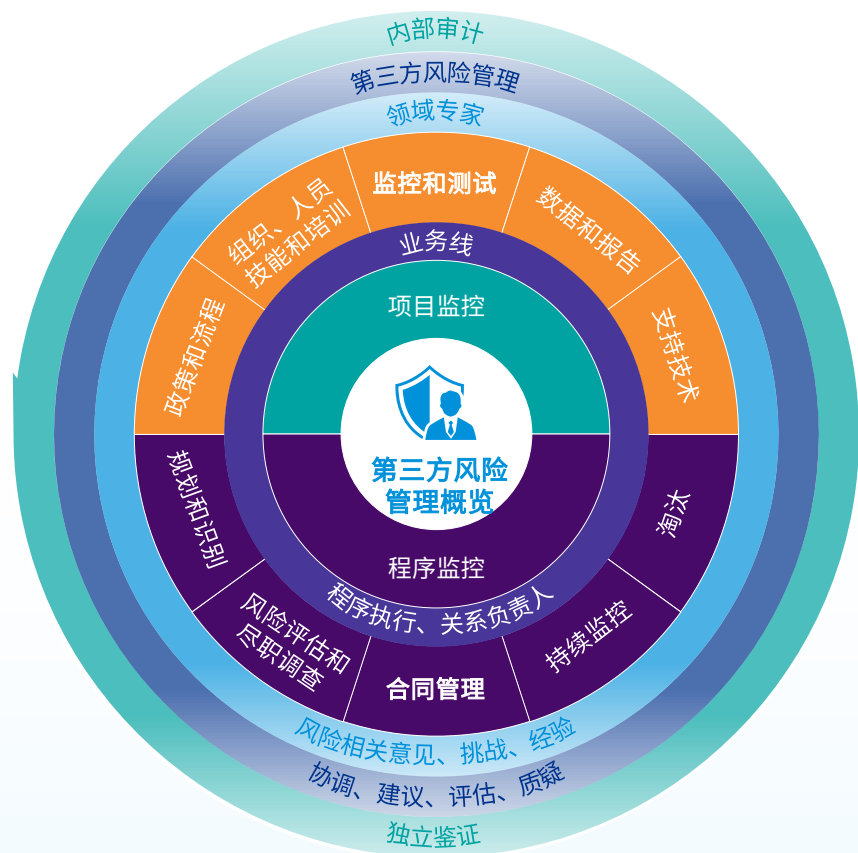 内部审计
第三方风险管理
领域专家
监控和测试
组织、人员
技能和培训
数据和报告
政策和流程
支持技术
业务线
项目监控
第三方风险
管理概览
程序监控
程序执行、关系负责人
规划和识别
淘汰
风险评估和
尽职调查
持续监控
合同管理
风险相关意见、挑战、经验
协调、建议、评估、质疑
独立鉴证